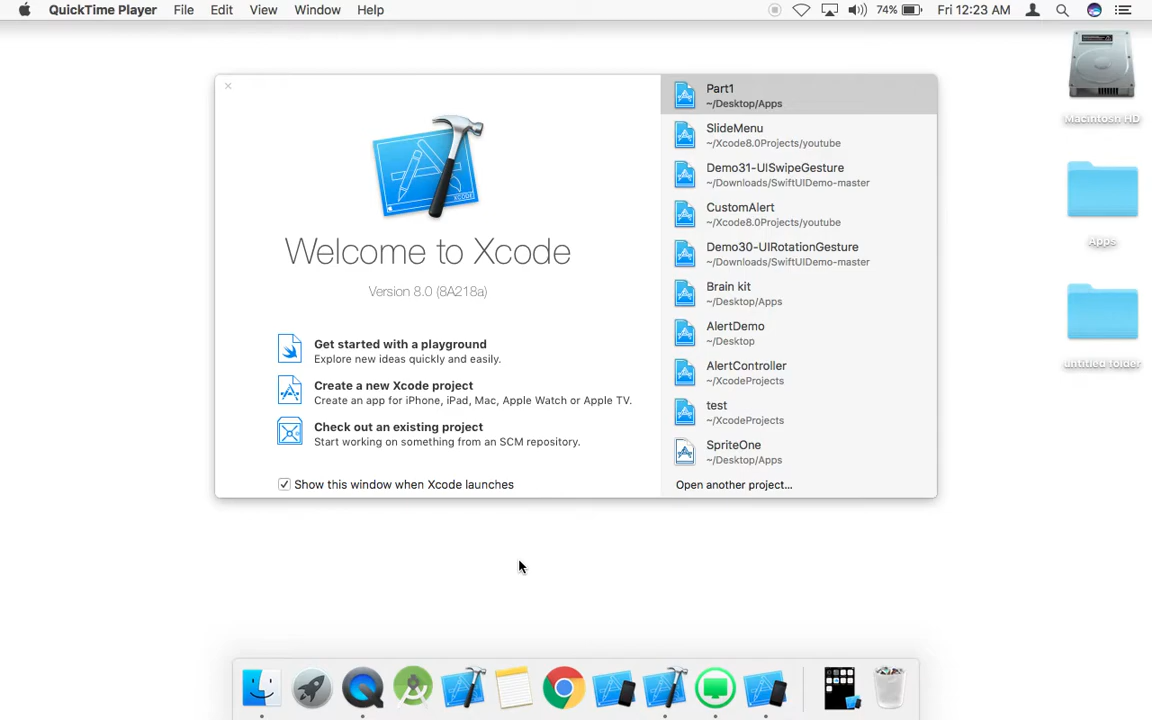 QuickTime Player File Edit View Window Help 74% Fri 12:23 AM
Macintosh HD
Apps
untitled folder
XCODE
Welcome to Xcode
Version 8.0 (8A218a)
Get started with a playground
Explore new ideas quickly and easily.
Create a new Xcode project
Create an app for iPhone, iPad, Mac, Apple Watch or Apple TV.
Check out an existing project
Start working on something from an SCM repository.
Show this window when Xcode launches
Part1
~/Desktop/Apps
SlideMenu
~/Xcode8.0Projects/youtube
Demo31-UISwipeGesture
~/Downloads/SwiftUIDemo-master
CustomAlert
~/Xcode8.0Projects/youtube
Demo30-UIRotationGesture
~/Downloads/SwiftUIDemo-master
Brain kit
~/Desktop/Apps
AlertDemo
~/Desktop
AlertController
~/XcodeProjects
test
~/XcodeProjects
SpriteOne
~/Desktop/Apps
Open another project...